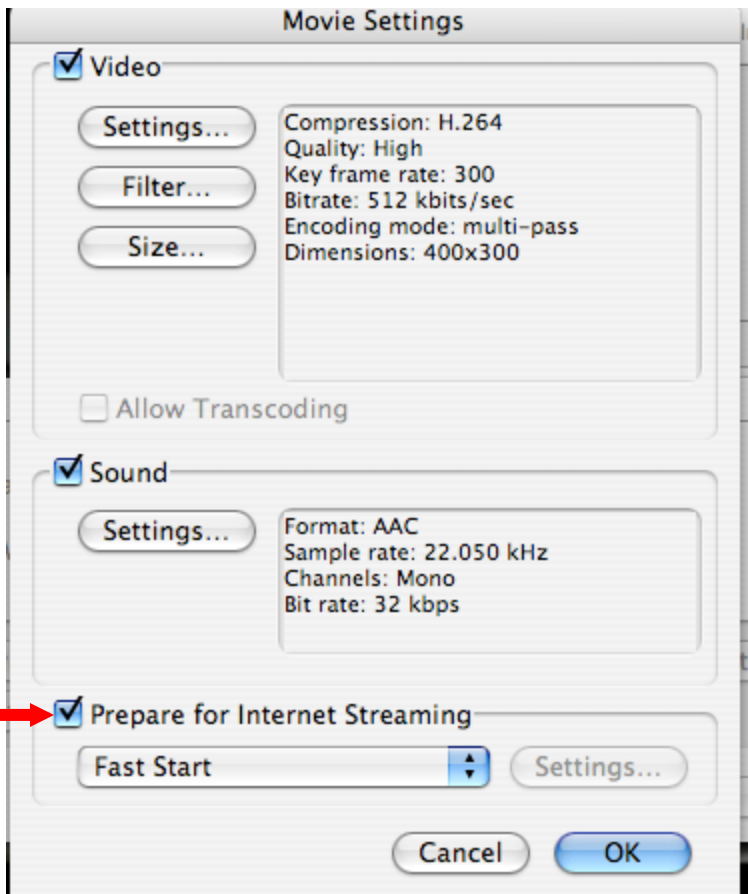 Movie Settings
Video
Settings...
Filter...
Size...
Compression: H.264
Quality: High
Key frame rate: 300
Bitrate: 512 kbits/sec
Encoding mode: multi-pass
Dimensions: 400x300
Allow Transcoding
Sound
Settings...
Format: AAC
Sample rate: 22.050 kHz
Channels: Mono
Bit rate: 32 kbps
Prepare for Internet Streaming
Fast Start
Settings...
Cancel
OK